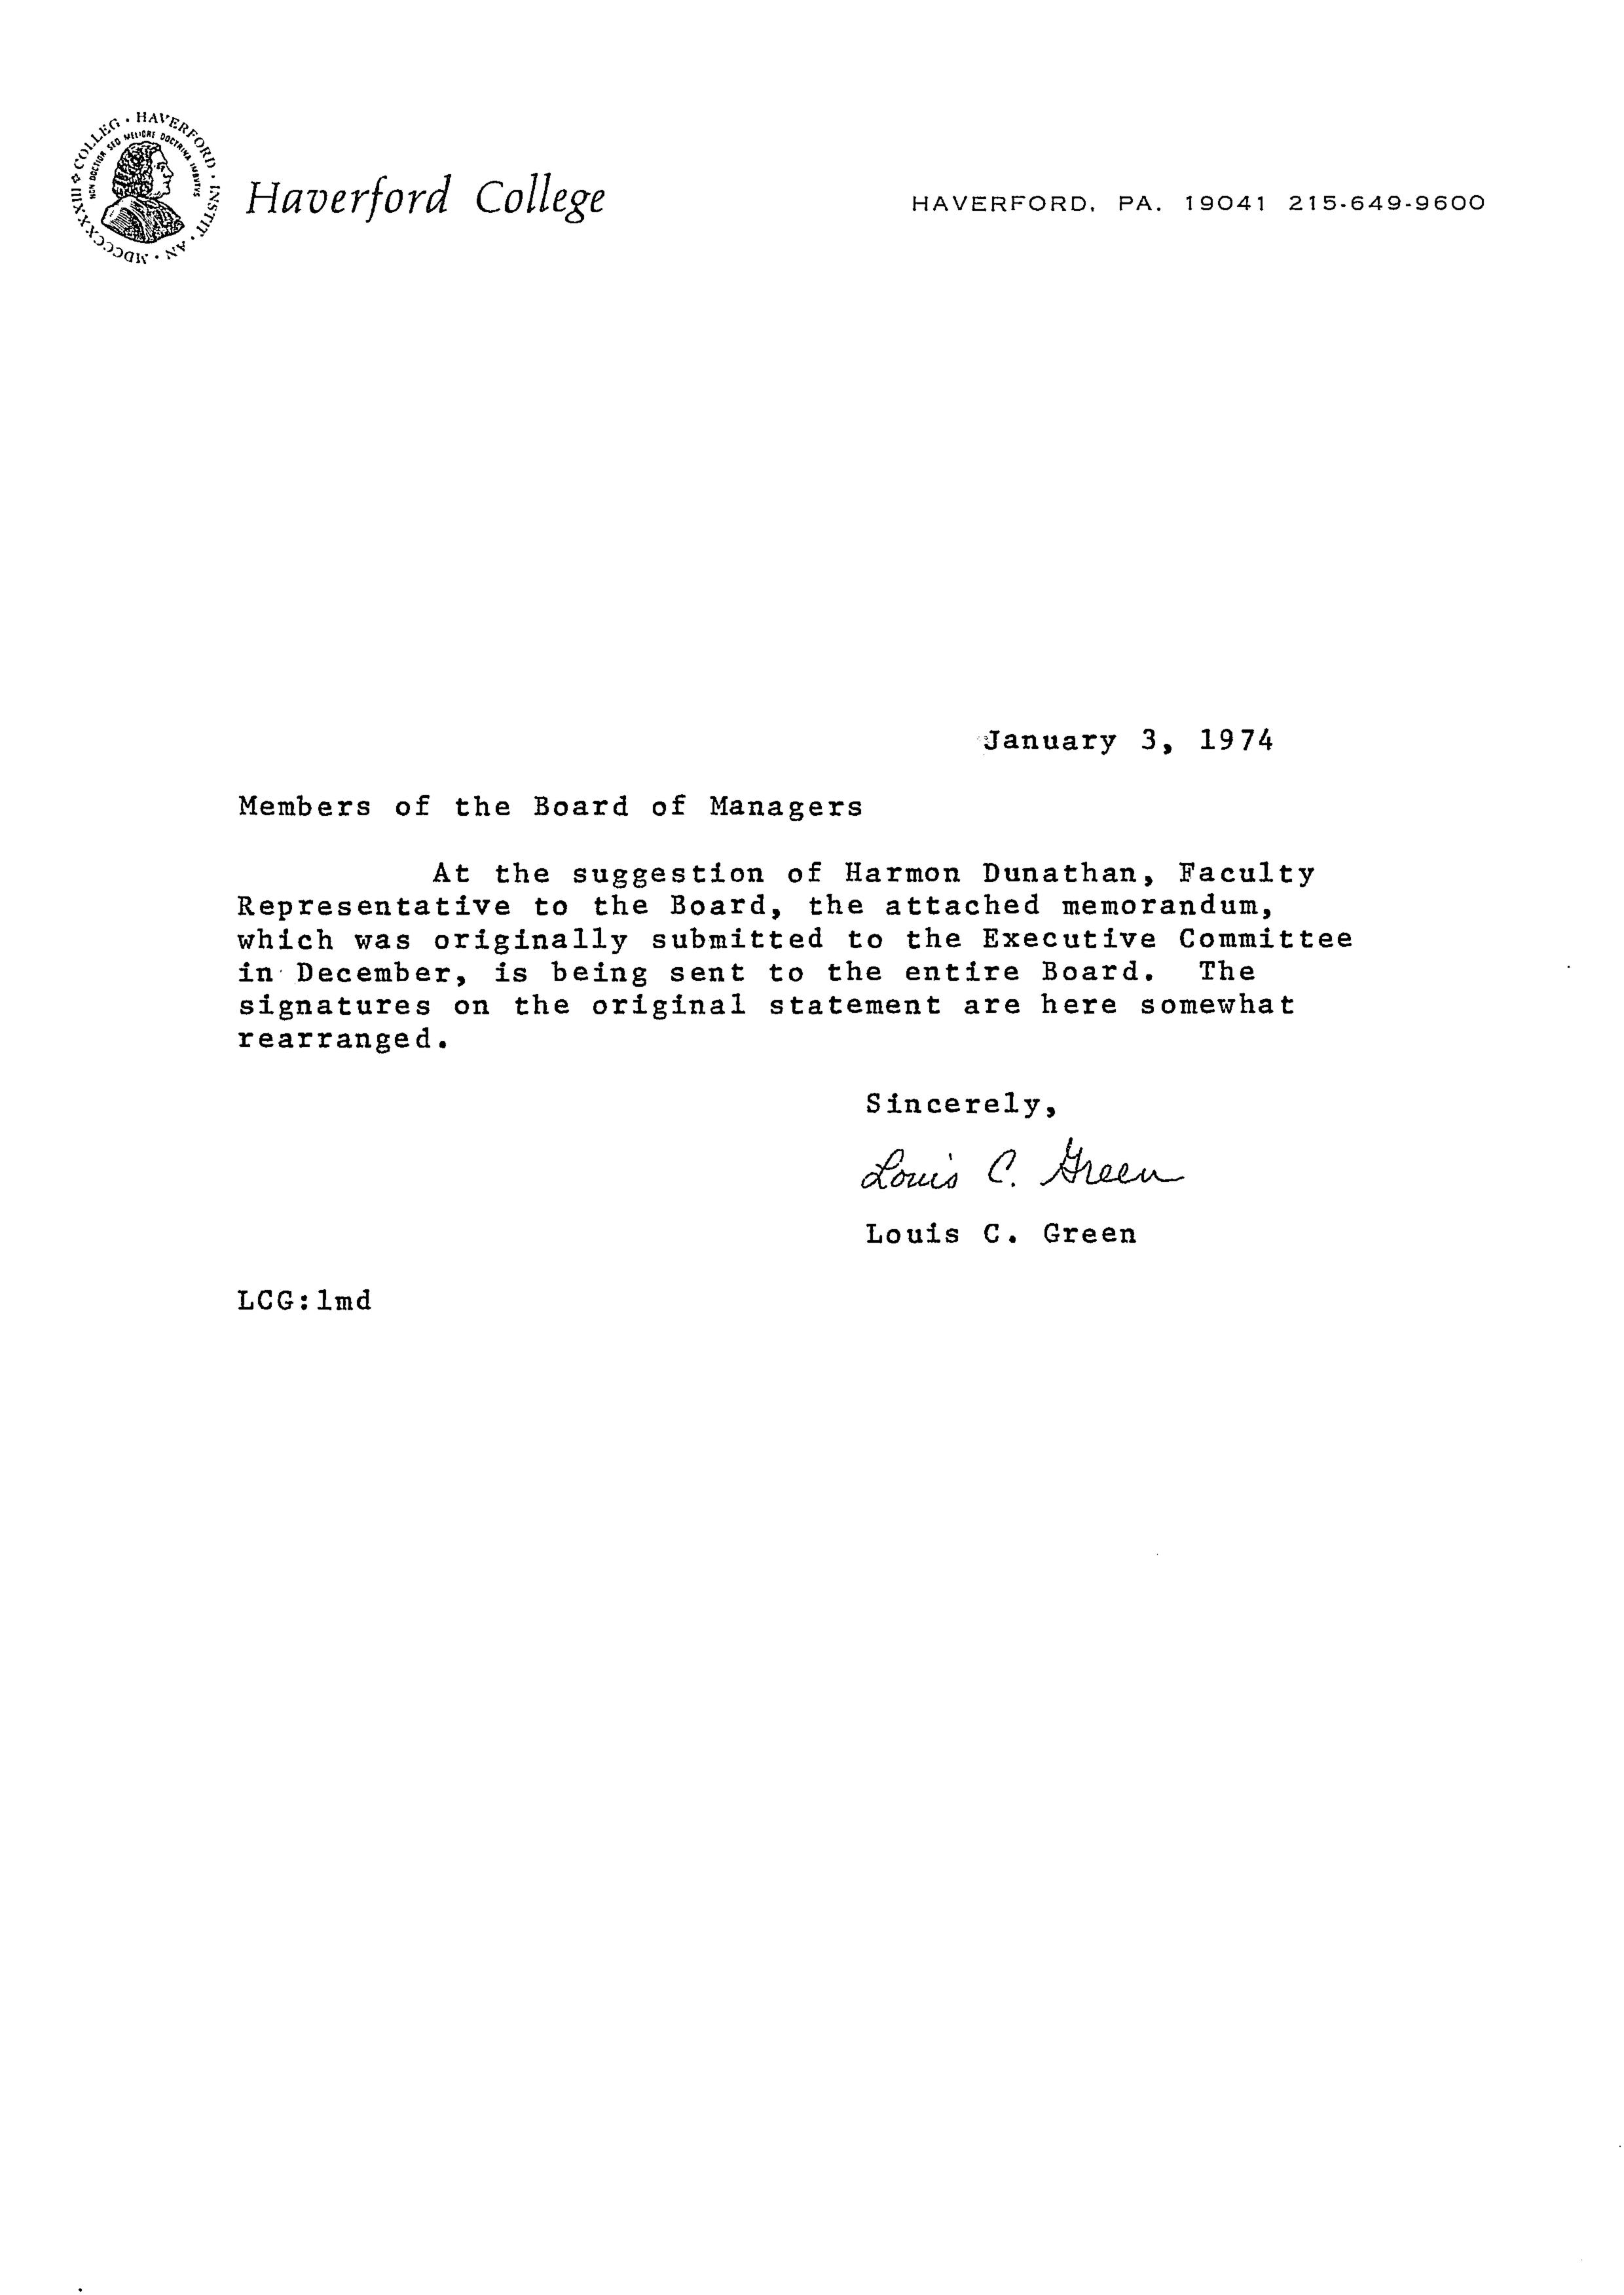 COLLEG · HAVERFORD · INSTIT · AN · MDCCCXXXIII
NON DOCTIOR SED MELIORE DOCTRINA IMBVTVS
Haverford College
HAVERFORD, PA. 19041 215-649-9600
January 3, 1974
Members of the Board of Managers
At the suggestion of Harmon Dunathan, Faculty
Representative to the Board, the attached memorandum,
which was originally submitted to the Executive Committee
in December, is being sent to the entire Board. The
signatures on the original statement are here somewhat
rearranged.
Sincerely,
Louis C. Green
Louis C. Green
LCG:lmd